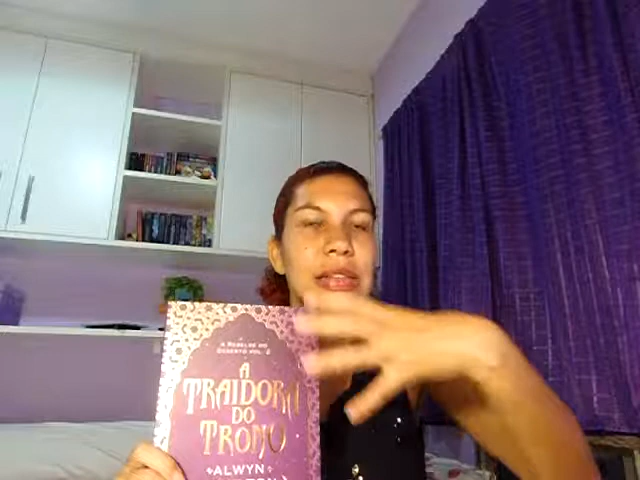 A REBELDE DO
DESERTO VOL. 2
A
TRAIDORA
DO
TRONO
ALWYN